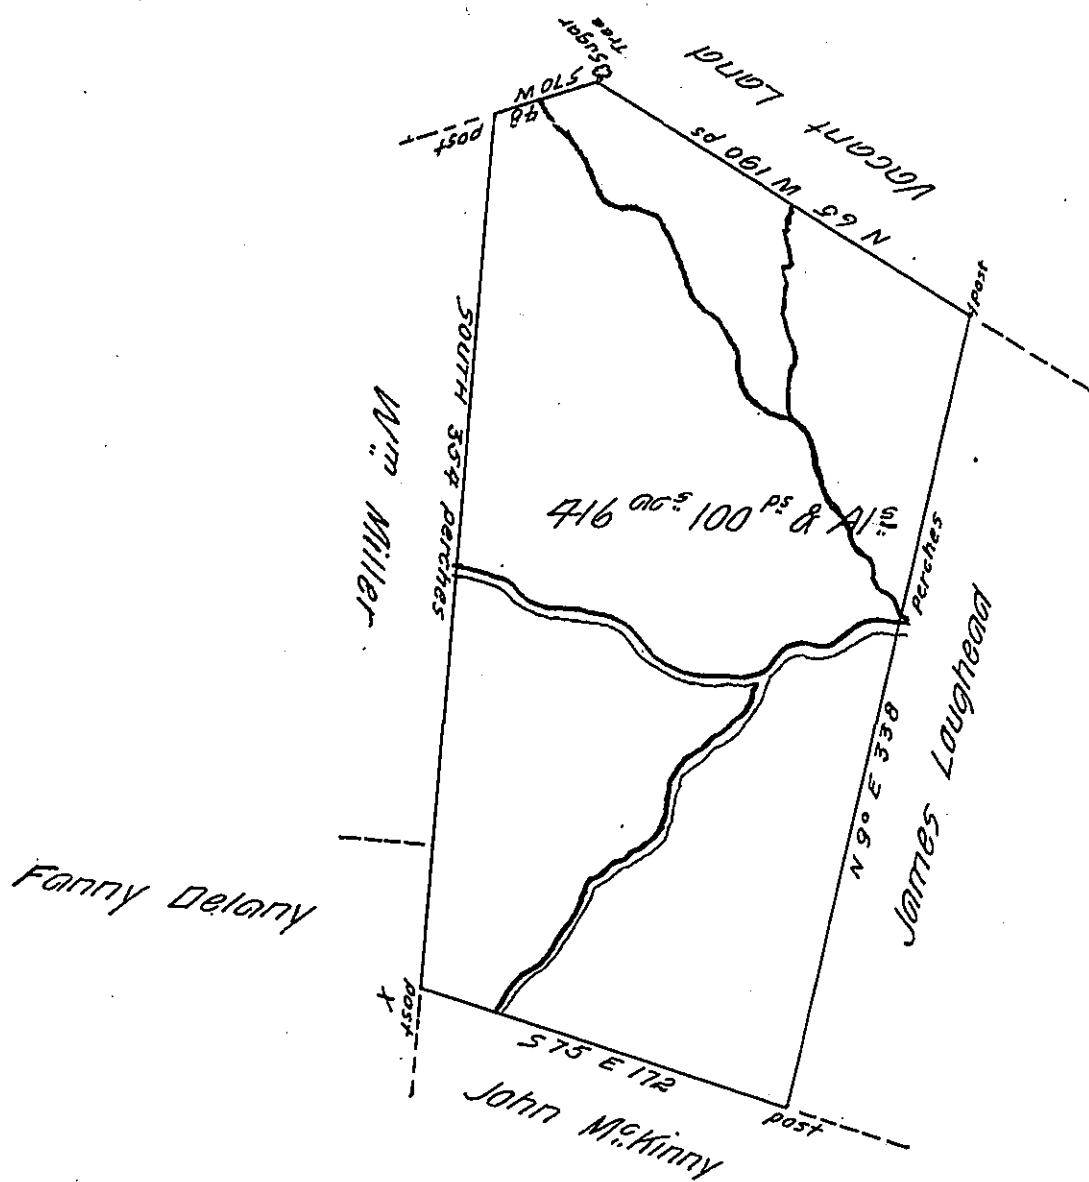 Sugar
Tree
Vacant Land
S 70 W
48
post
N 65 W 190 ps
post
SOUTH 354 perches
Wm Miller
416 acs 100 ps & Als
N 9° E 338 perches
James Laughead
Fanny Delany
post
X
S 75 E 172
post
John McKinny